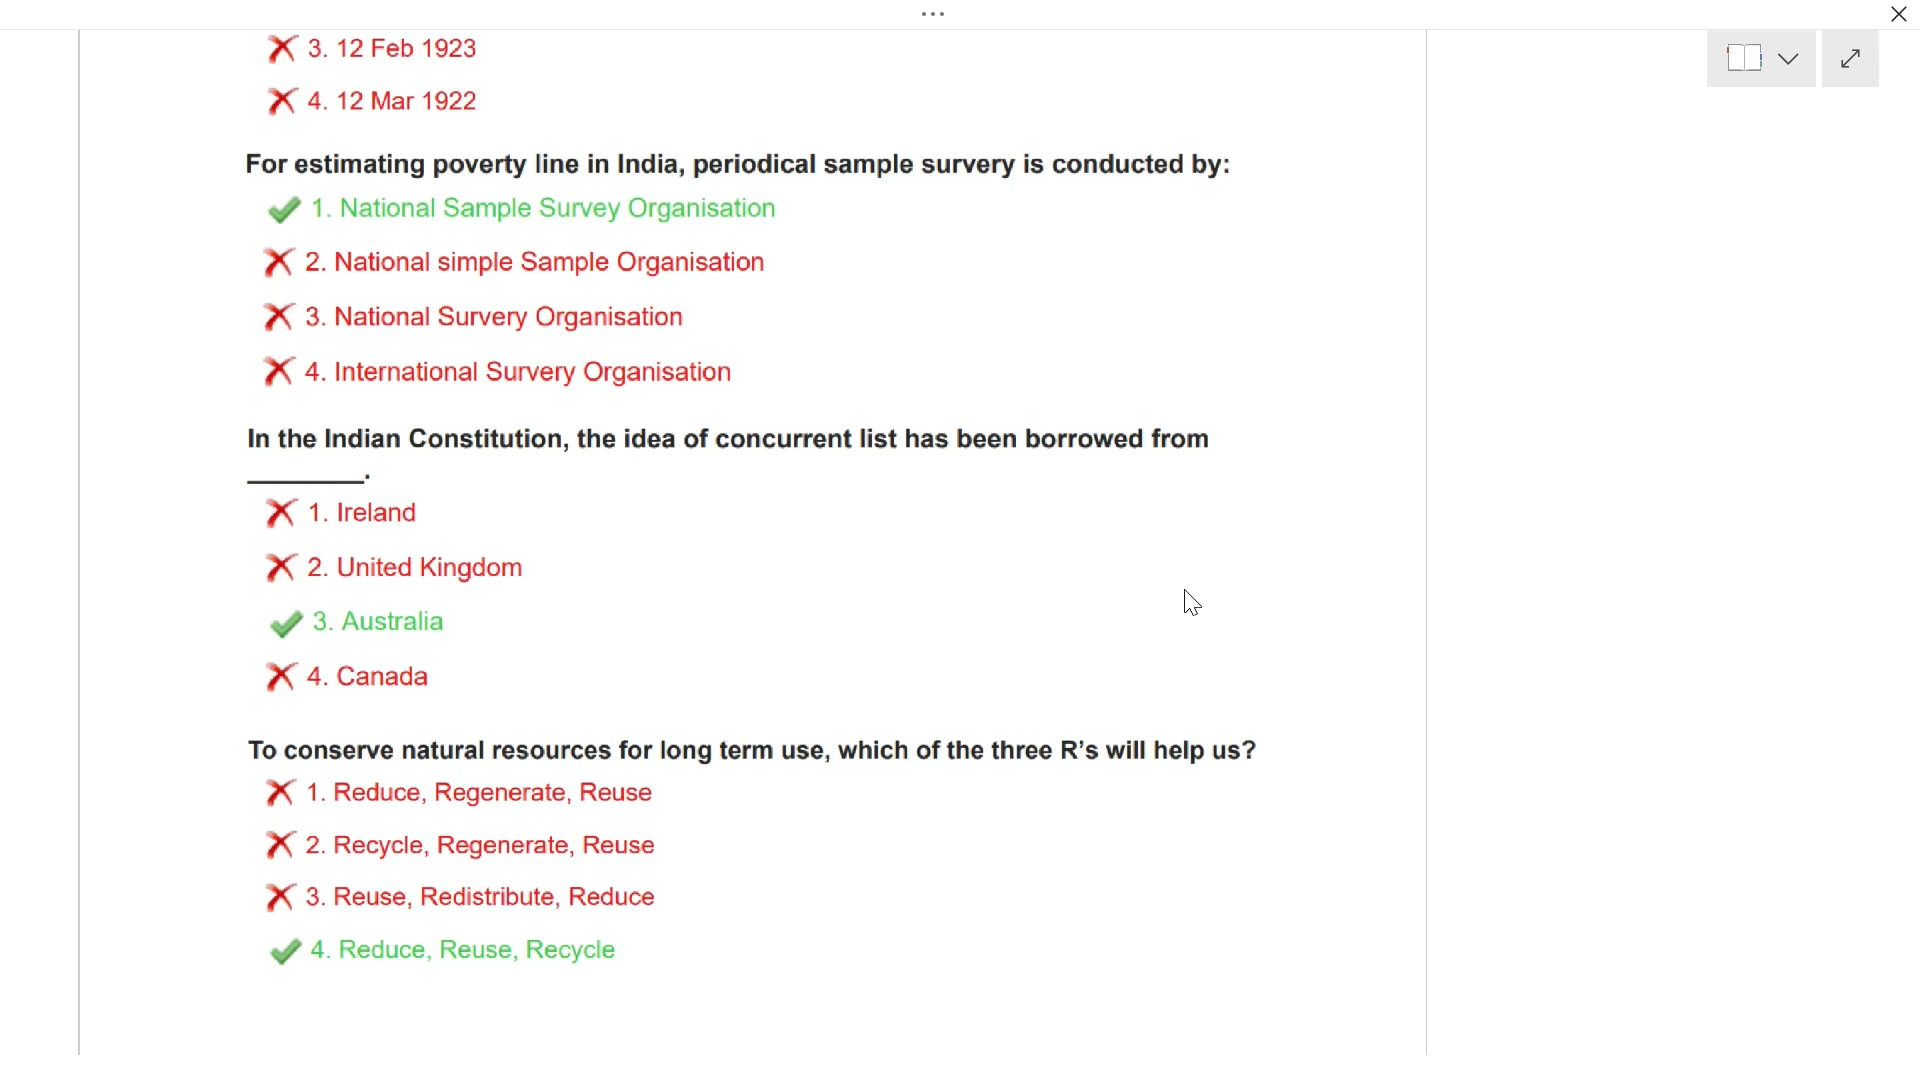 3. 12 Feb 1923
4. 12 Mar 1922
For estimating poverty line in India, periodical sample survery is conducted by:
1. National Sample Survey Organisation
2. National simple Sample Organisation
3. National Survery Organisation
4. International Survery Organisation
In the Indian Constitution, the idea of concurrent list has been borrowed from
________.
1. Ireland
2. United Kingdom
3. Australia
4. Canada
To conserve natural resources for long term use, which of the three R’s will help us?
1. Reduce, Regenerate, Reuse
2. Recycle, Regenerate, Reuse
3. Reuse, Redistribute, Reduce
4. Reduce, Reuse, Recycle